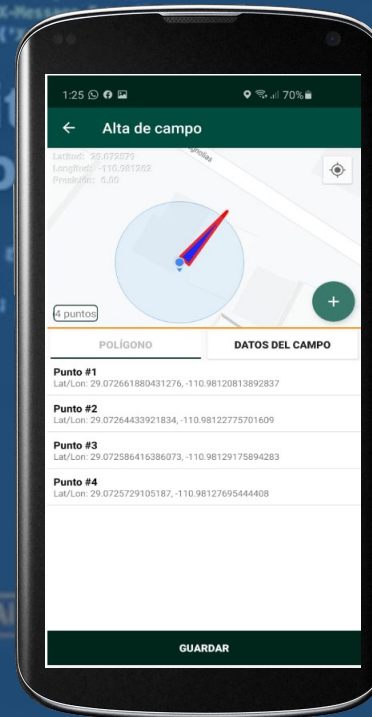 1:25 70%
Alta de campo
Latitud: 29.072679
Longitud: -110.981262
Precisión: 6.00
4 puntos
+
POLÍGONO DATOS DEL CAMPO
Punto #1
Lat/Lon: 29.072661880431276, -110.98120813892837
Punto #2
Lat/Lon: 29.07264433921834, -110.98122775701609
Punto #3
Lat/Lon: 29.072586416386073, -110.98129175894283
Punto #4
Lat/Lon: 29.0725729105187, -110.98127695444408
GUARDAR